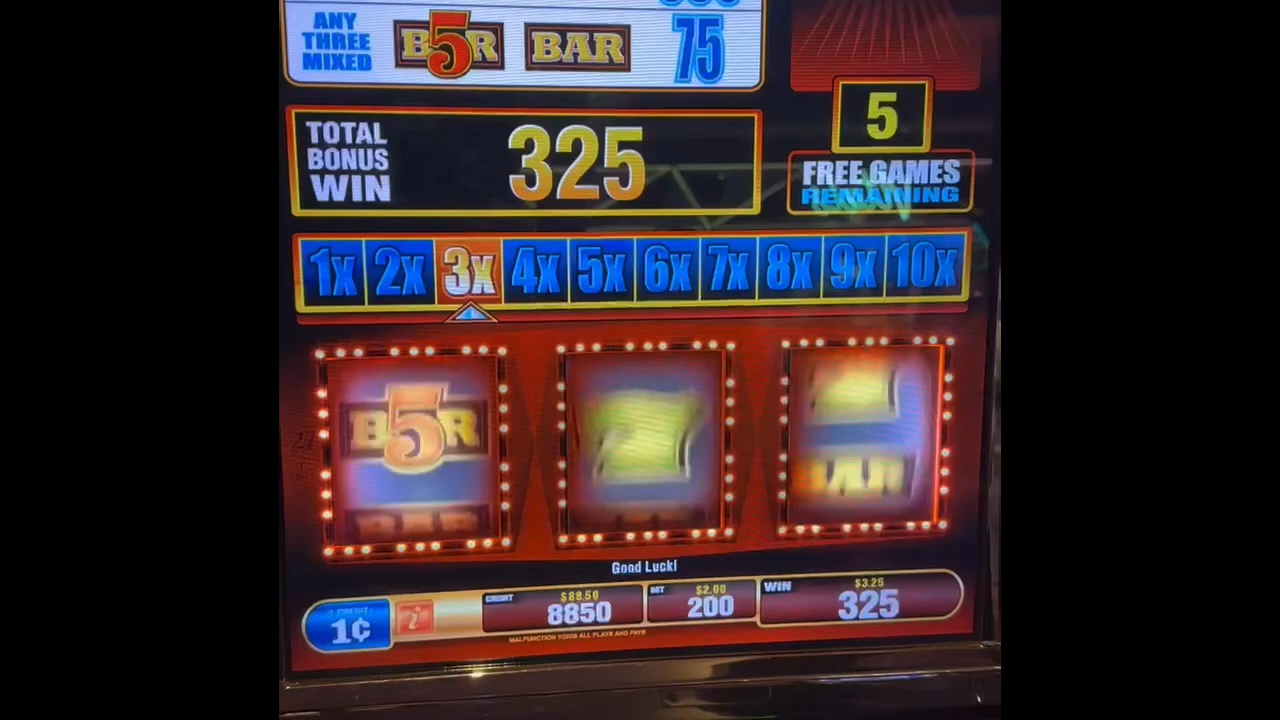 ANY
THREE
MIXED
B5R
BAR
75
5
TOTAL
BONUS
WIN
325
FREE GAMES
REMAINING
1X 2X 3X 4X 5X 6X 7X 8X 9X 10X
B5R
BAR
BAR
Good Luck!
1¢
i
CREDIT
$88.50
8850
BET
$2.00
200
WIN
$3.25
325
MALFUNCTION VOIDS ALL PLAYS AND PAYS